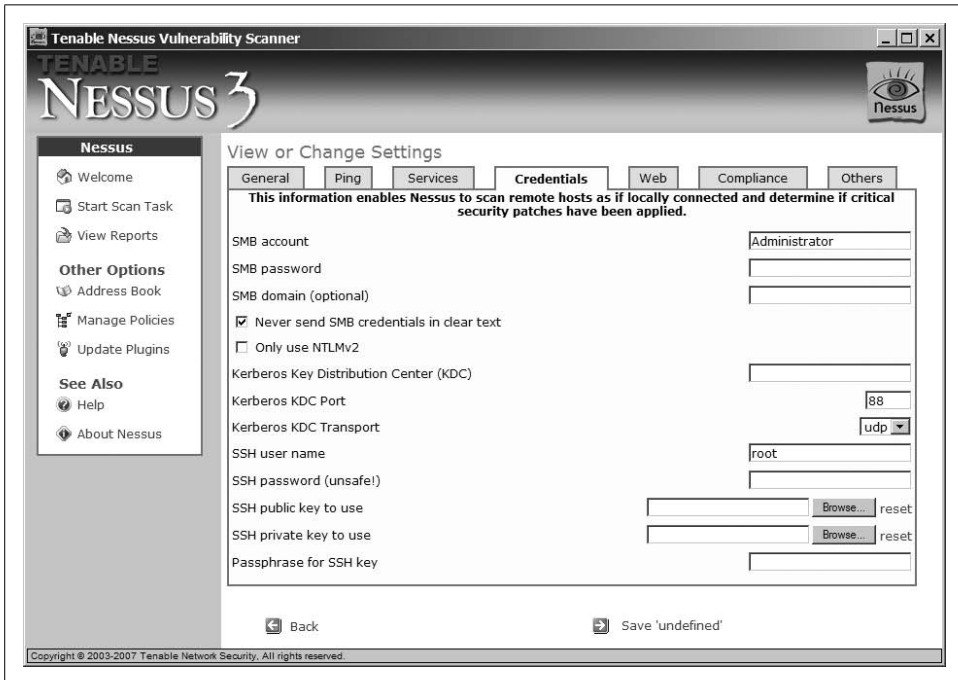 Tenable Nessus Vulnerability Scanner
TENABLE
NESSUS 3
Nessus
Nessus
Welcome
Start Scan Task
View Reports
Other Options
Address Book
Manage Policies
Update Plugins
See Also
Help
About Nessus
View or Change Settings
General Ping Services Credentials Web Compliance Others
This information enables Nessus to scan remote hosts as if locally connected and determine if critical
security patches have been applied.
SMB account Administrator
SMB password
SMB domain (optional)
Never send SMB credentials in clear text
Only use NTLMv2
Kerberos Key Distribution Center (KDC)
Kerberos KDC Port 88
Kerberos KDC Transport udp
SSH user name root
SSH password (unsafe!)
SSH public key to use Browse... reset
SSH private key to use Browse... reset
Passphrase for SSH key
Back Save 'undefined'
Copyright © 2003-2007 Tenable Network Security, All rights reserved.